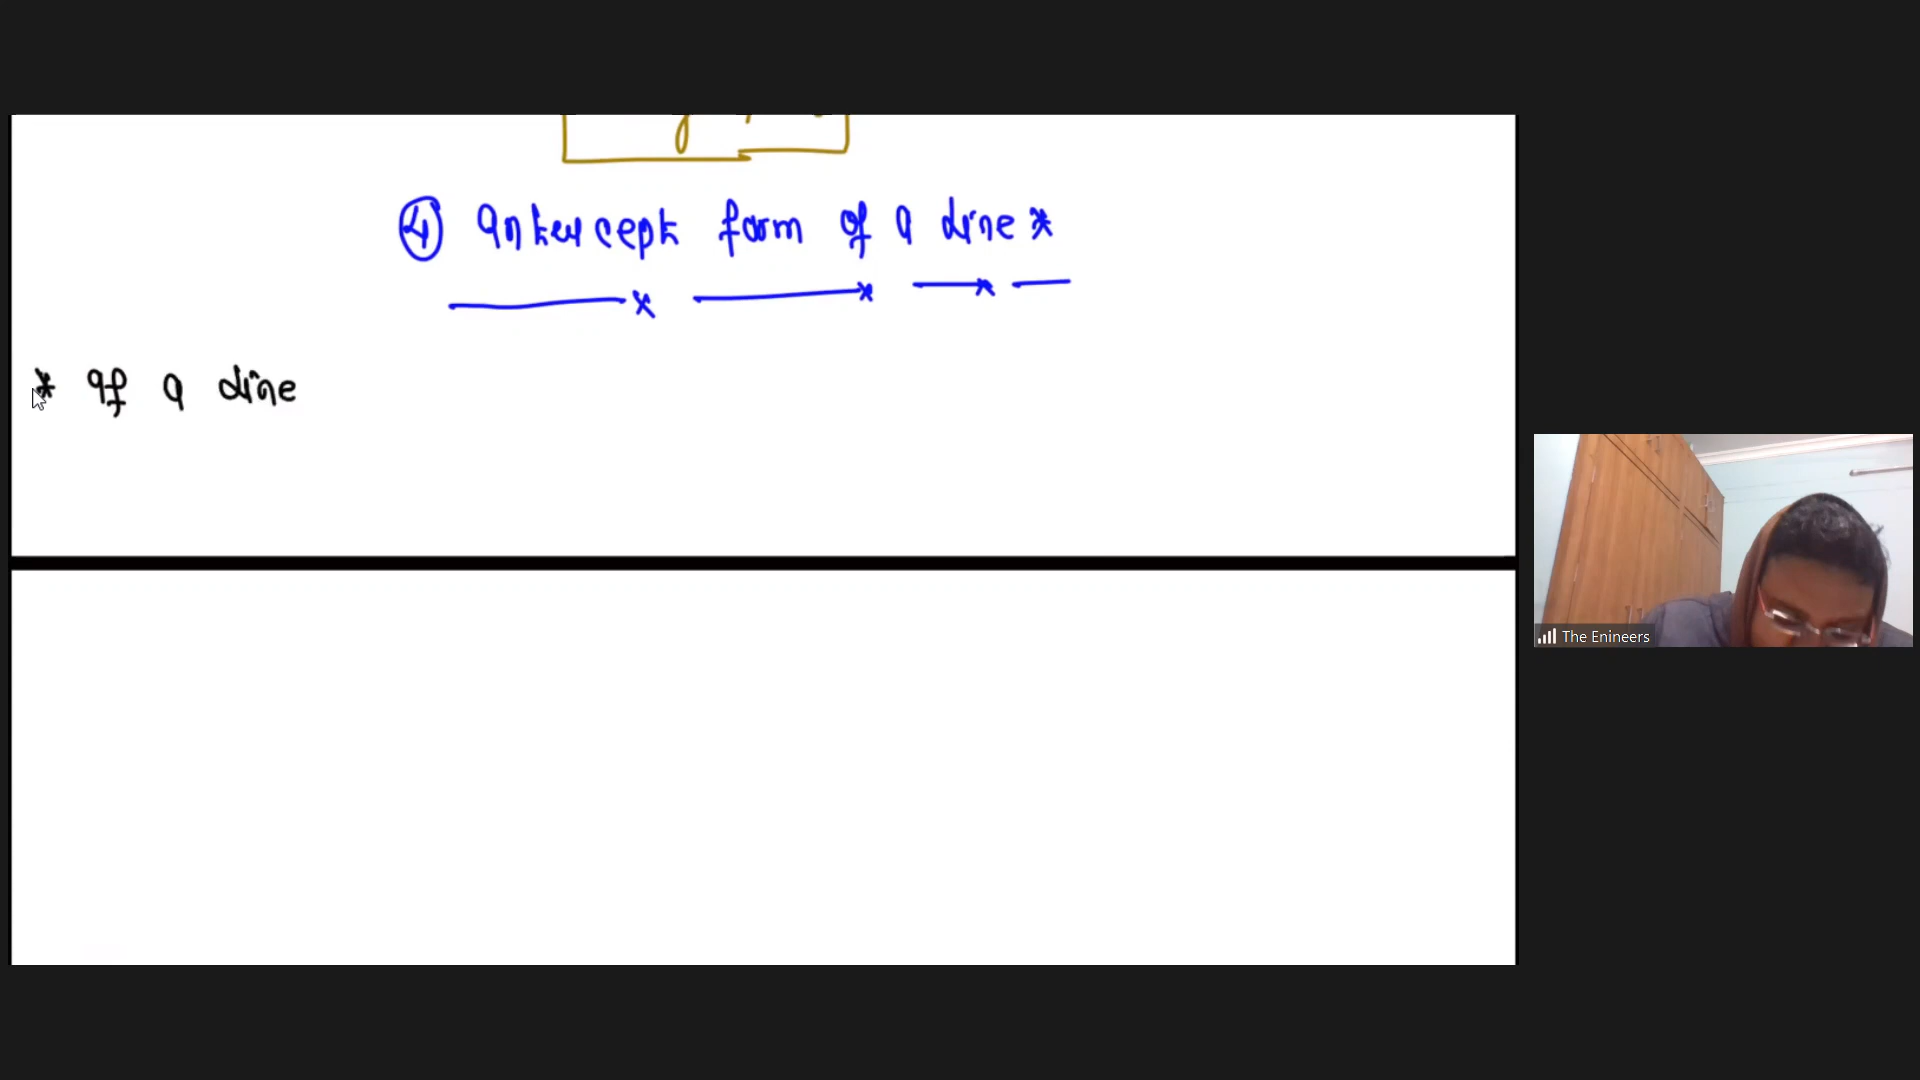 ④ Intercept form of a line *
* If a line
The Enineers